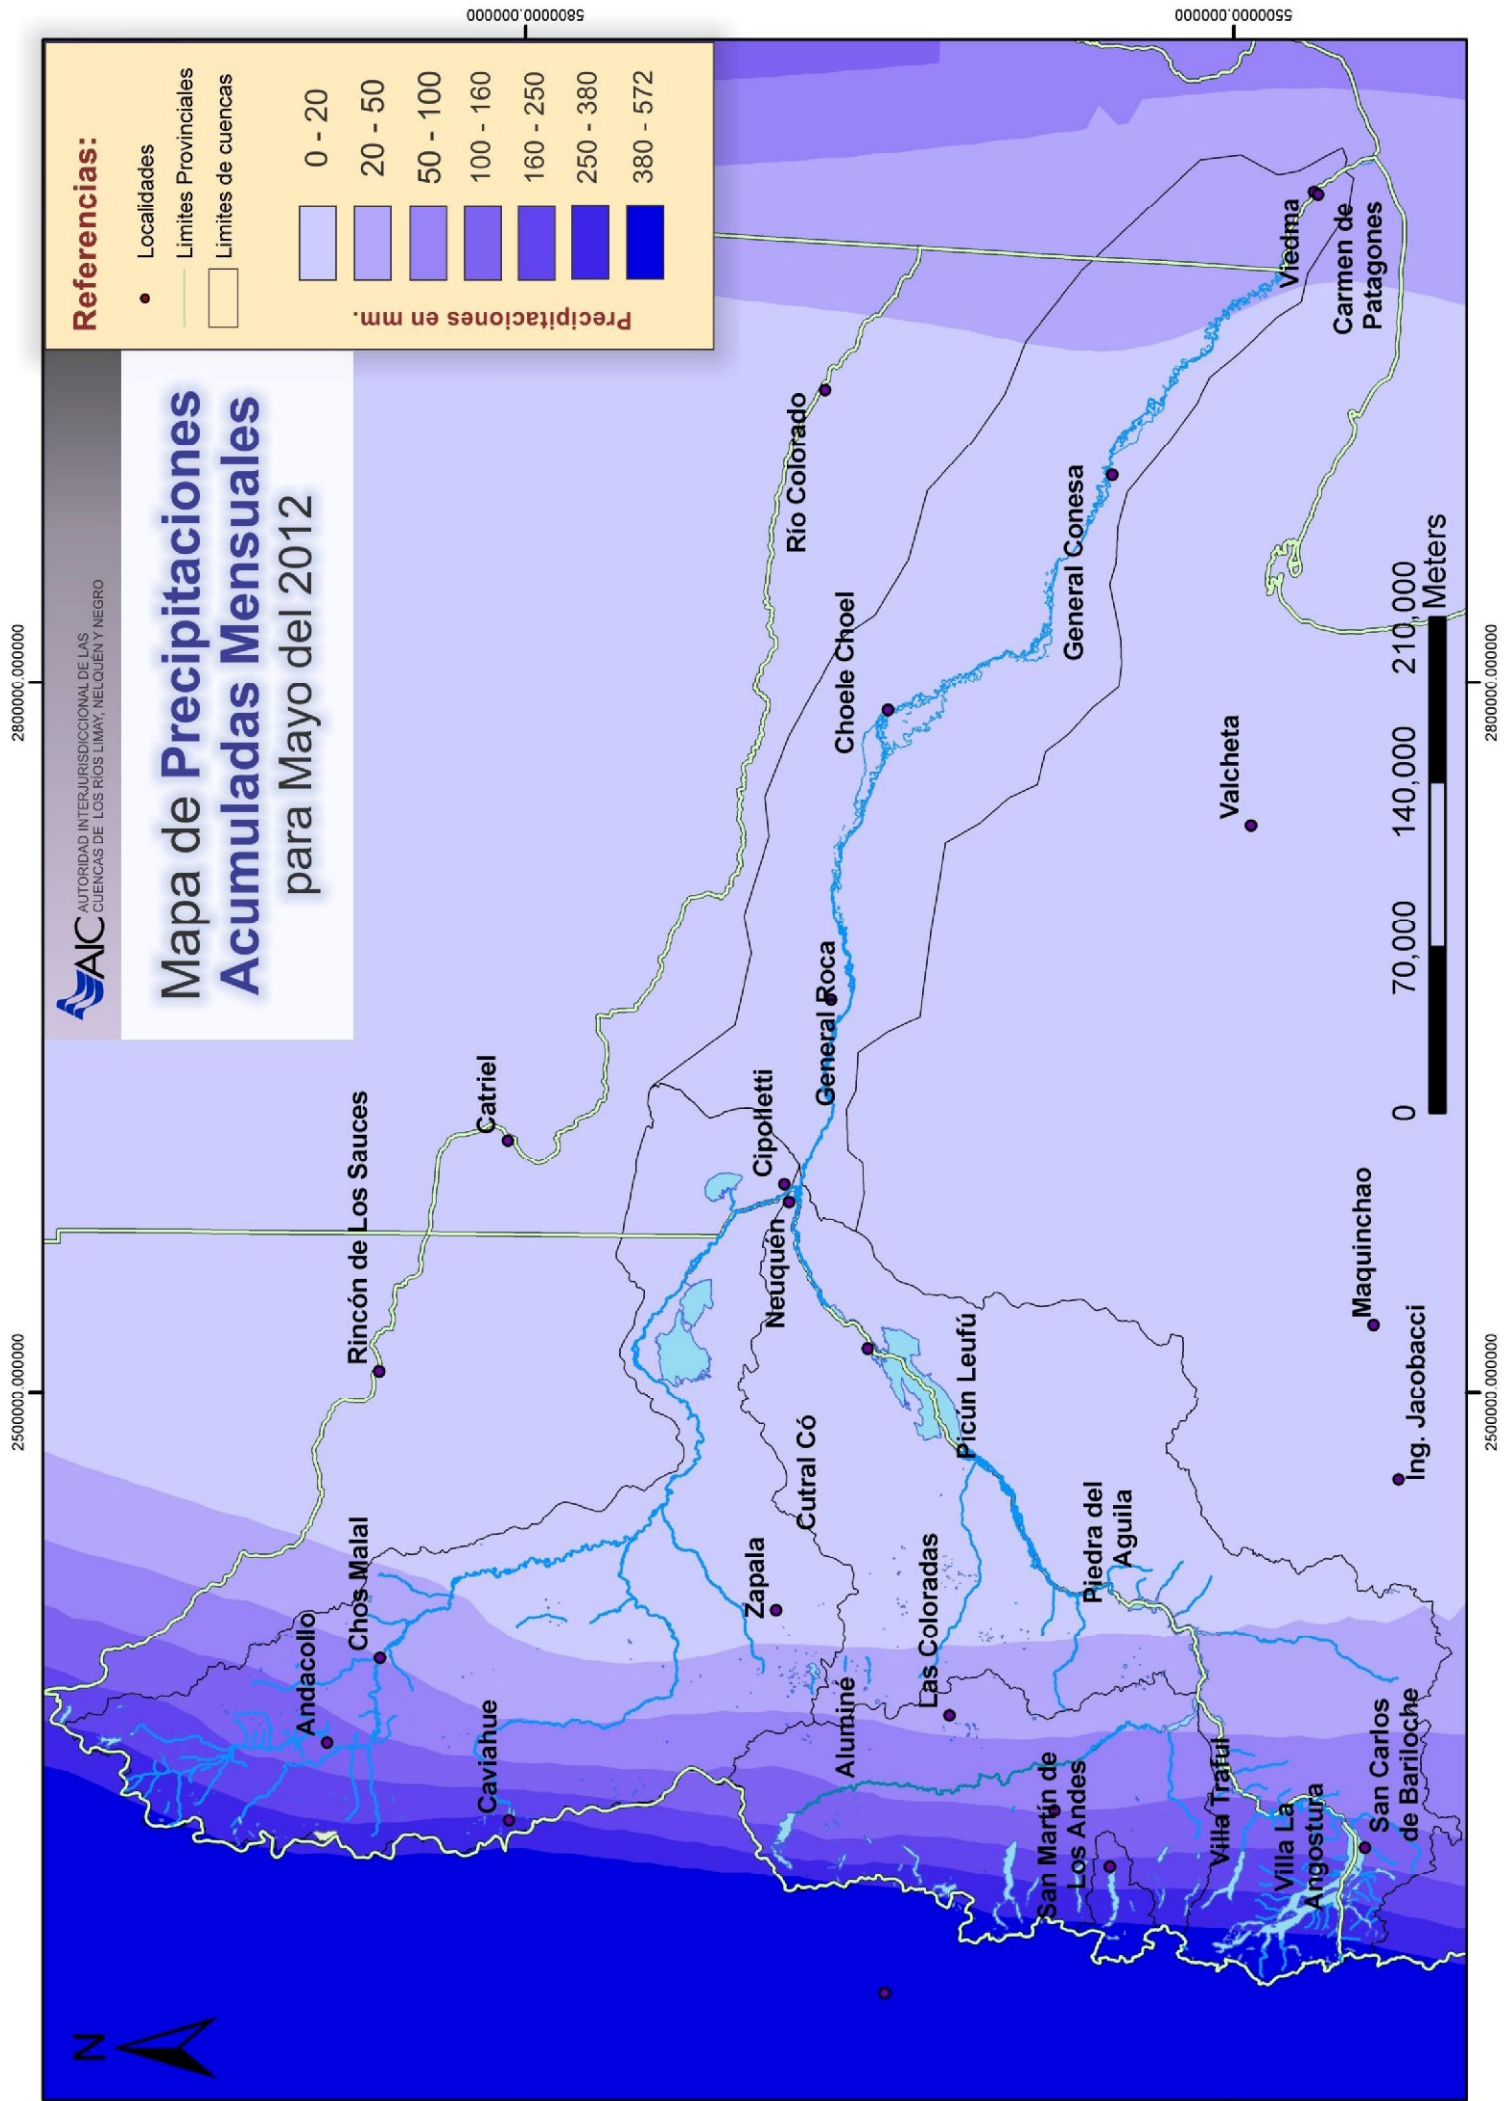 AIC
AUTORIDAD INTERJURISDICCIONAL DE LAS
CUENCAS DE LOS RÍOS LIMAY, NEUQUÉN Y NEGRO
Mapa de Precipitaciones
Acumuladas Mensuales
para Mayo del 2012
Referencias:
Localidades
Limites Provinciales
Limites de cuencas
Precipitaciones en mm.
0 - 20
20 - 50
50 - 100
100 - 160
160 - 250
250 - 380
380 - 572
N
2500000.000000
2800000.000000
5800000.000000
5500000.000000
2500000.000000
2800000.000000
Andacollo
Chos Malal
Rincón de Los Sauces
Catriel
Caviahue
Zapala
Cutral Có
Neuquén
Cipolletti
General Roca
Choele Choel
Río Colorado
Aluminé
Las Coloradas
Picún Leufú
Piedra del
Aguila
San Martín de
Los Andes
General Conesa
Villa Traful
Villa La
Angostura
San Carlos
de Bariloche
Ing. Jacobacci
Maquinchao
Valcheta
Viedma
Carmen de
Patagones
0 70,000 140,000 210,000
Meters